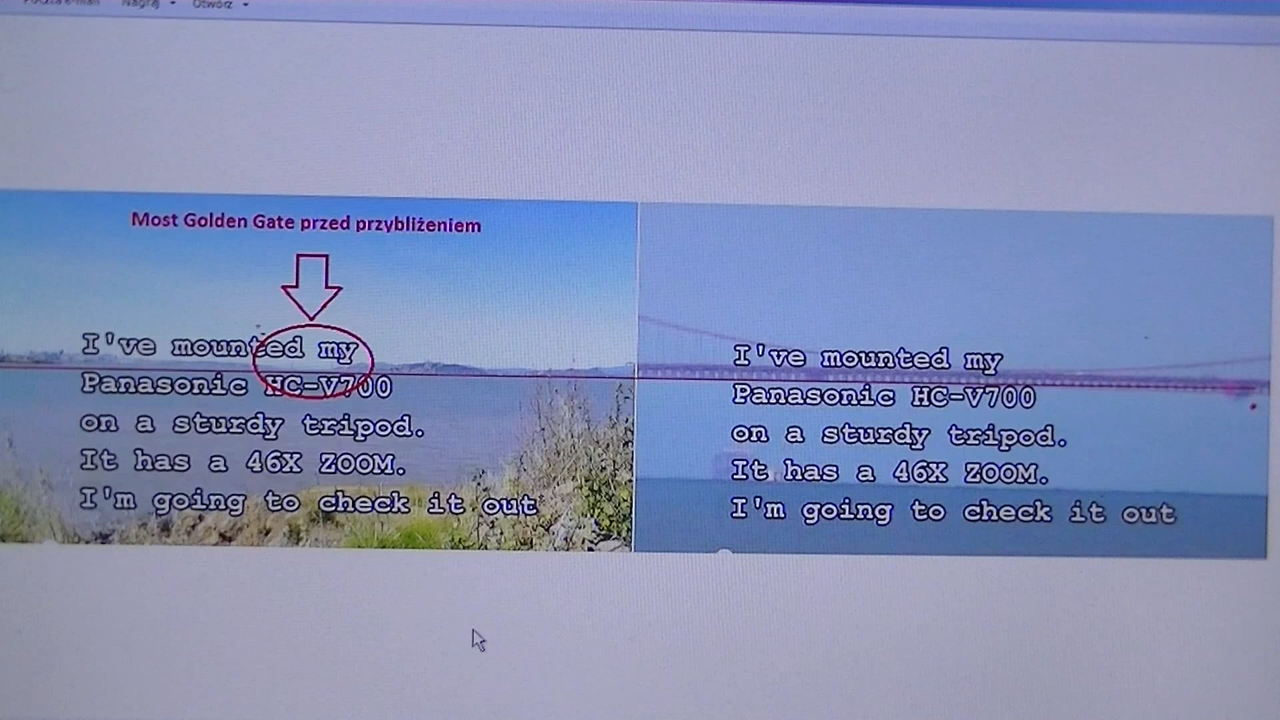 Nagraj
Otwórz
Most Golden Gate przed przybliżeniem
I've mounted my
Panasonic HC-V700
on a sturdy tripod.
It has a 46X ZOOM.
I'm going to check it out
I've mounted my
Panasonic HC-V700
on a sturdy tripod.
It has a 46X ZOOM.
I'm going to check it out